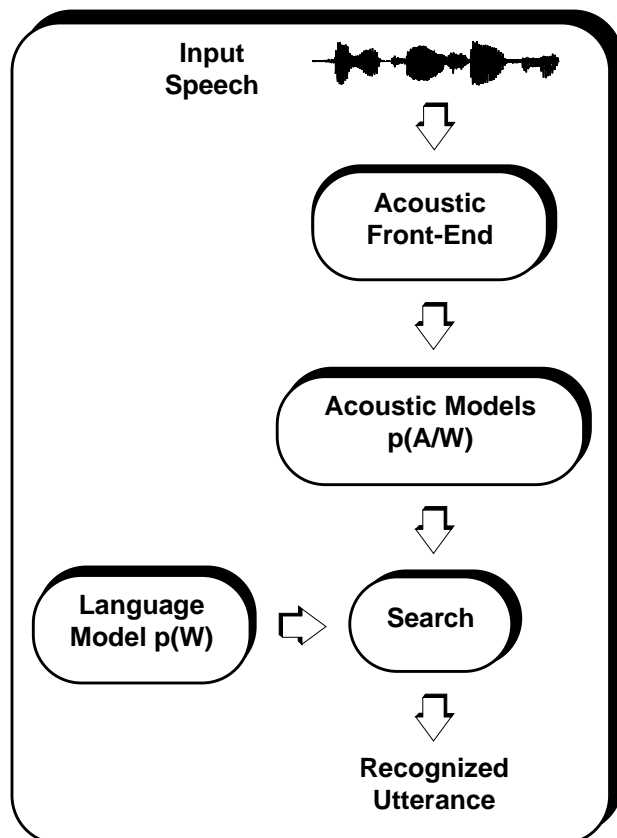 Input
Speech
Acoustic
Front-End
Acoustic Models
p(A/W)
Language
Model p(W)
Search
Recognized
Utterance